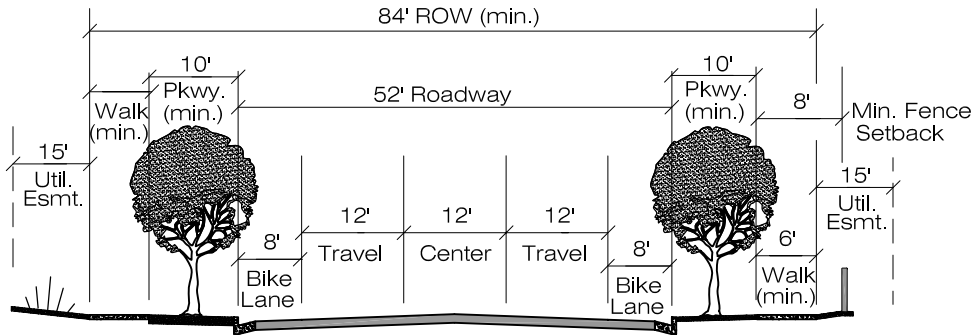 84' ROW (min.)
10'
Pkwy.
(min.)
Walk
(min.)
52' Roadway
10'
Pkwy.
(min.)
8'
Min. Fence
Setback
15'
Util.
Esmt.
12'
Travel
12'
Center
12'
Travel
8'
Bike
Lane
8'
Bike
Lane
6'
Walk
(min.)
15'
Util.
Esmt.